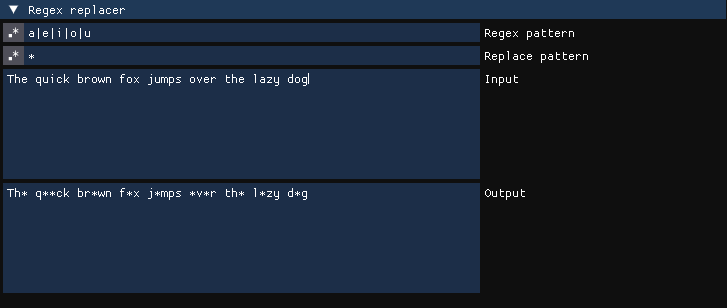 ▼ Regex replacer
.* a|e|i|o|u Regex pattern
.* * Replace pattern
The quick brown fox jumps over the lazy dog Input
Th* q**ck br*wn f*x j*mps *v*r th* l*zy d*g Output